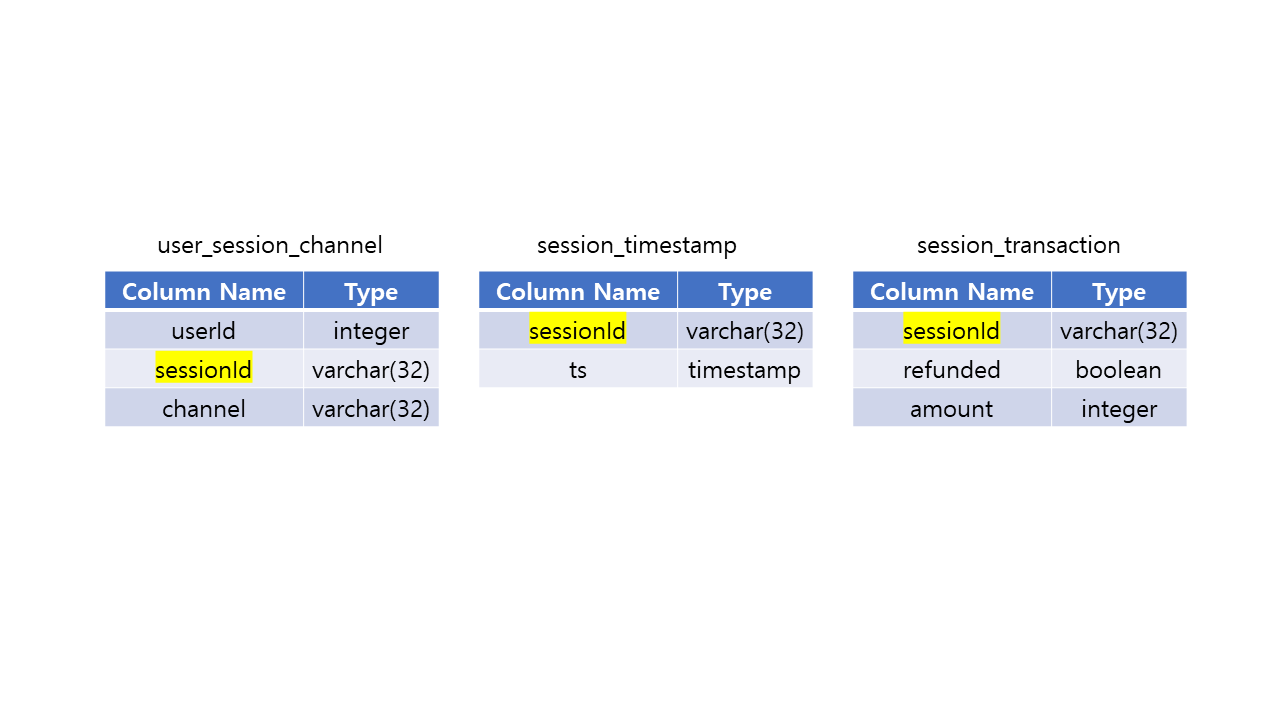 user_session_channel
Column Name Type
userId integer
sessionId varchar(32)
channel varchar(32)
session_timestamp
Column Name Type
sessionId varchar(32)
ts timestamp
session_transaction
Column Name Type
sessionId varchar(32)
refunded boolean
amount integer